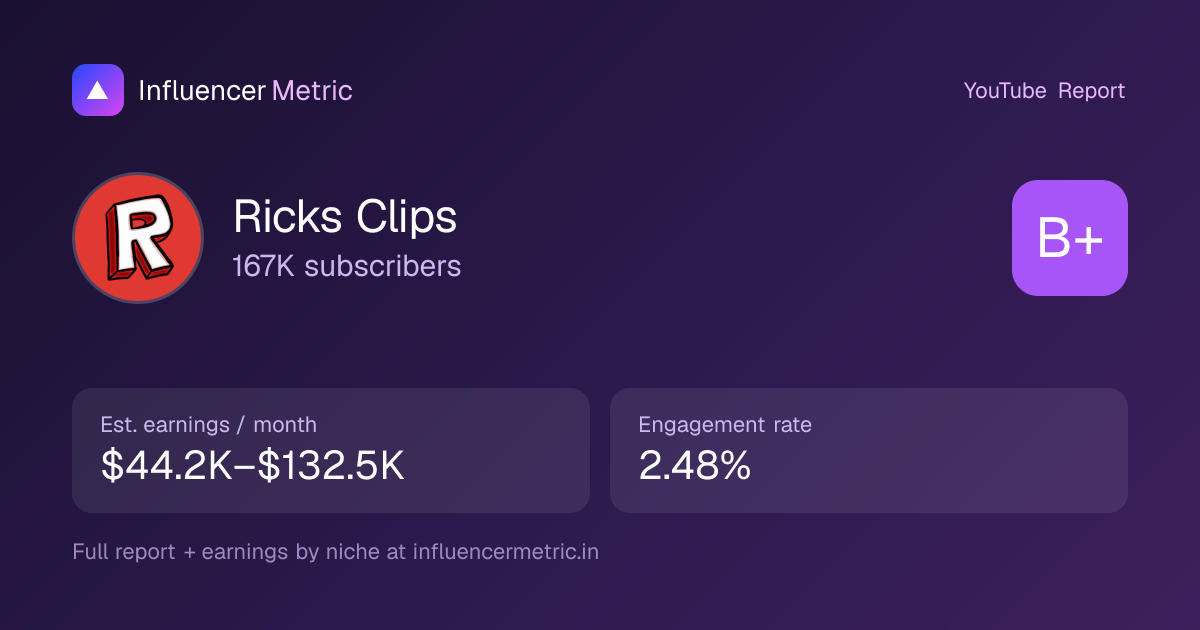 Influencer Metric
YouTube Report
R
Ricks Clips
167K subscribers
B+
Est. earnings / month
$44.2K–$132.5K
Engagement rate
2.48%
Full report + earnings by niche at influencermetric.in